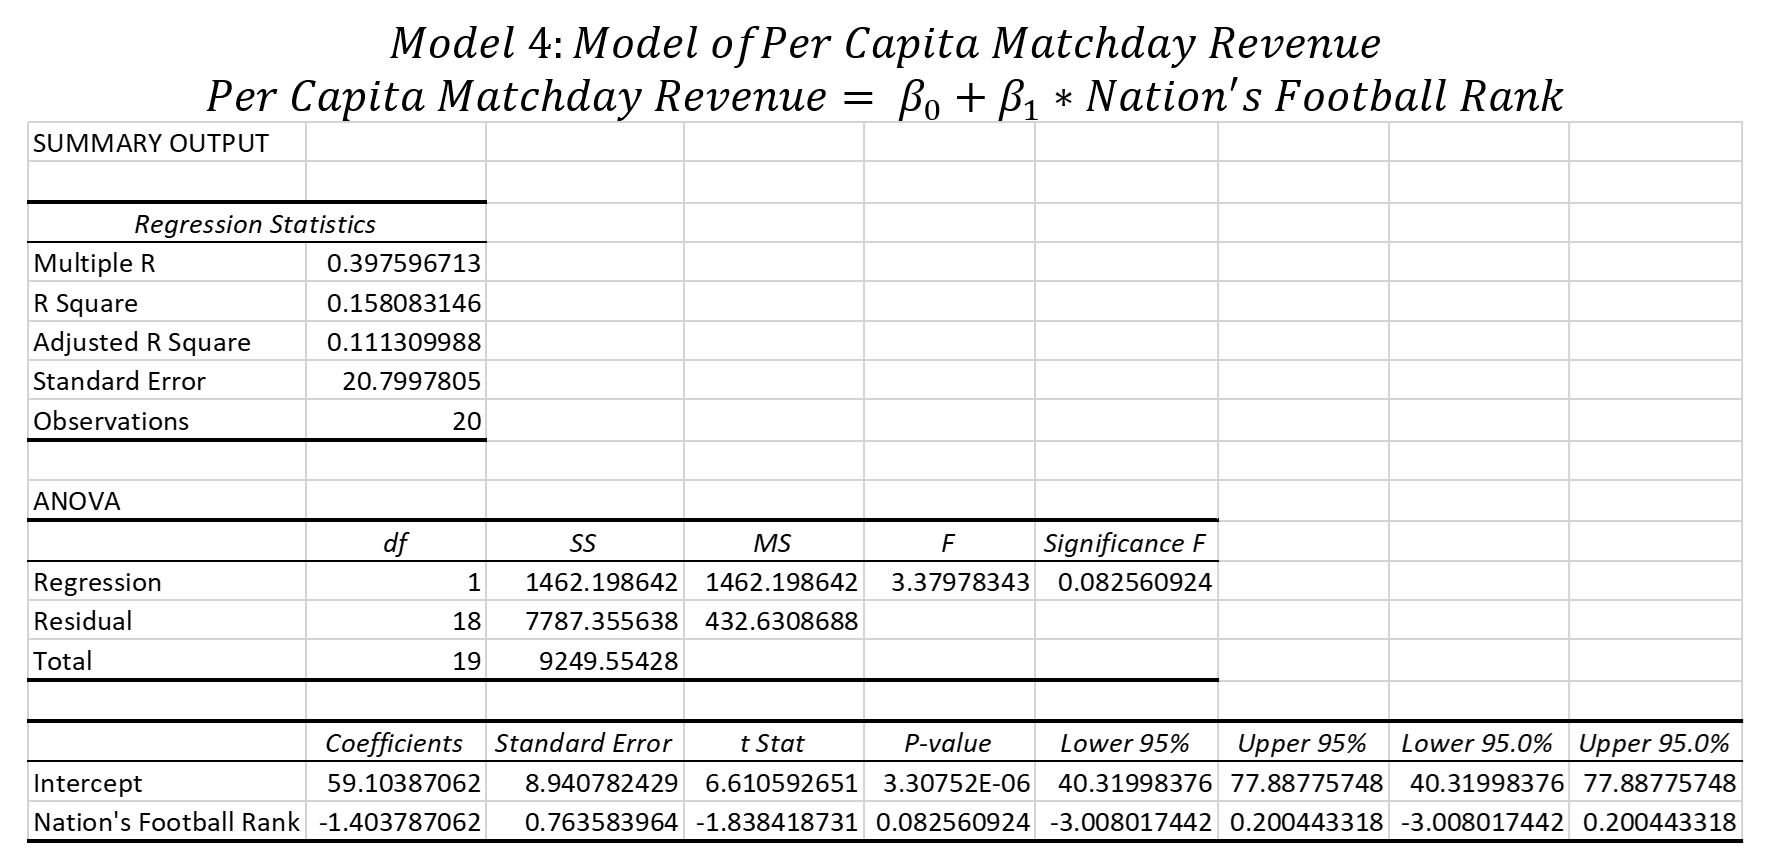 Model 4: Model of Per Capita Matchday Revenue
Per Capita Matchday Revenue = β₀ + β₁ * Nation's Football Rank
SUMMARY OUTPUT
Regression Statistics
Multiple R 0.397596713
R Square 0.158083146
Adjusted R Square 0.111309988
Standard Error 20.7997805
Observations 20
ANOVA
df SS MS F Significance F
Regression 1 1462.198642 1462.198642 3.37978343 0.082560924
Residual 18 7787.355638 432.6308688
Total 19 9249.55428
Coefficients Standard Error t Stat P-value Lower 95% Upper 95% Lower 95.0% Upper 95.0%
Intercept 59.10387062 8.940782429 6.610592651 3.30752E-06 40.31998376 77.88775748 40.31998376 77.88775748
Nation's Football Rank -1.403787062 0.763583964 -1.838418731 0.082560924 -3.008017442 0.200443318 -3.008017442 0.200443318